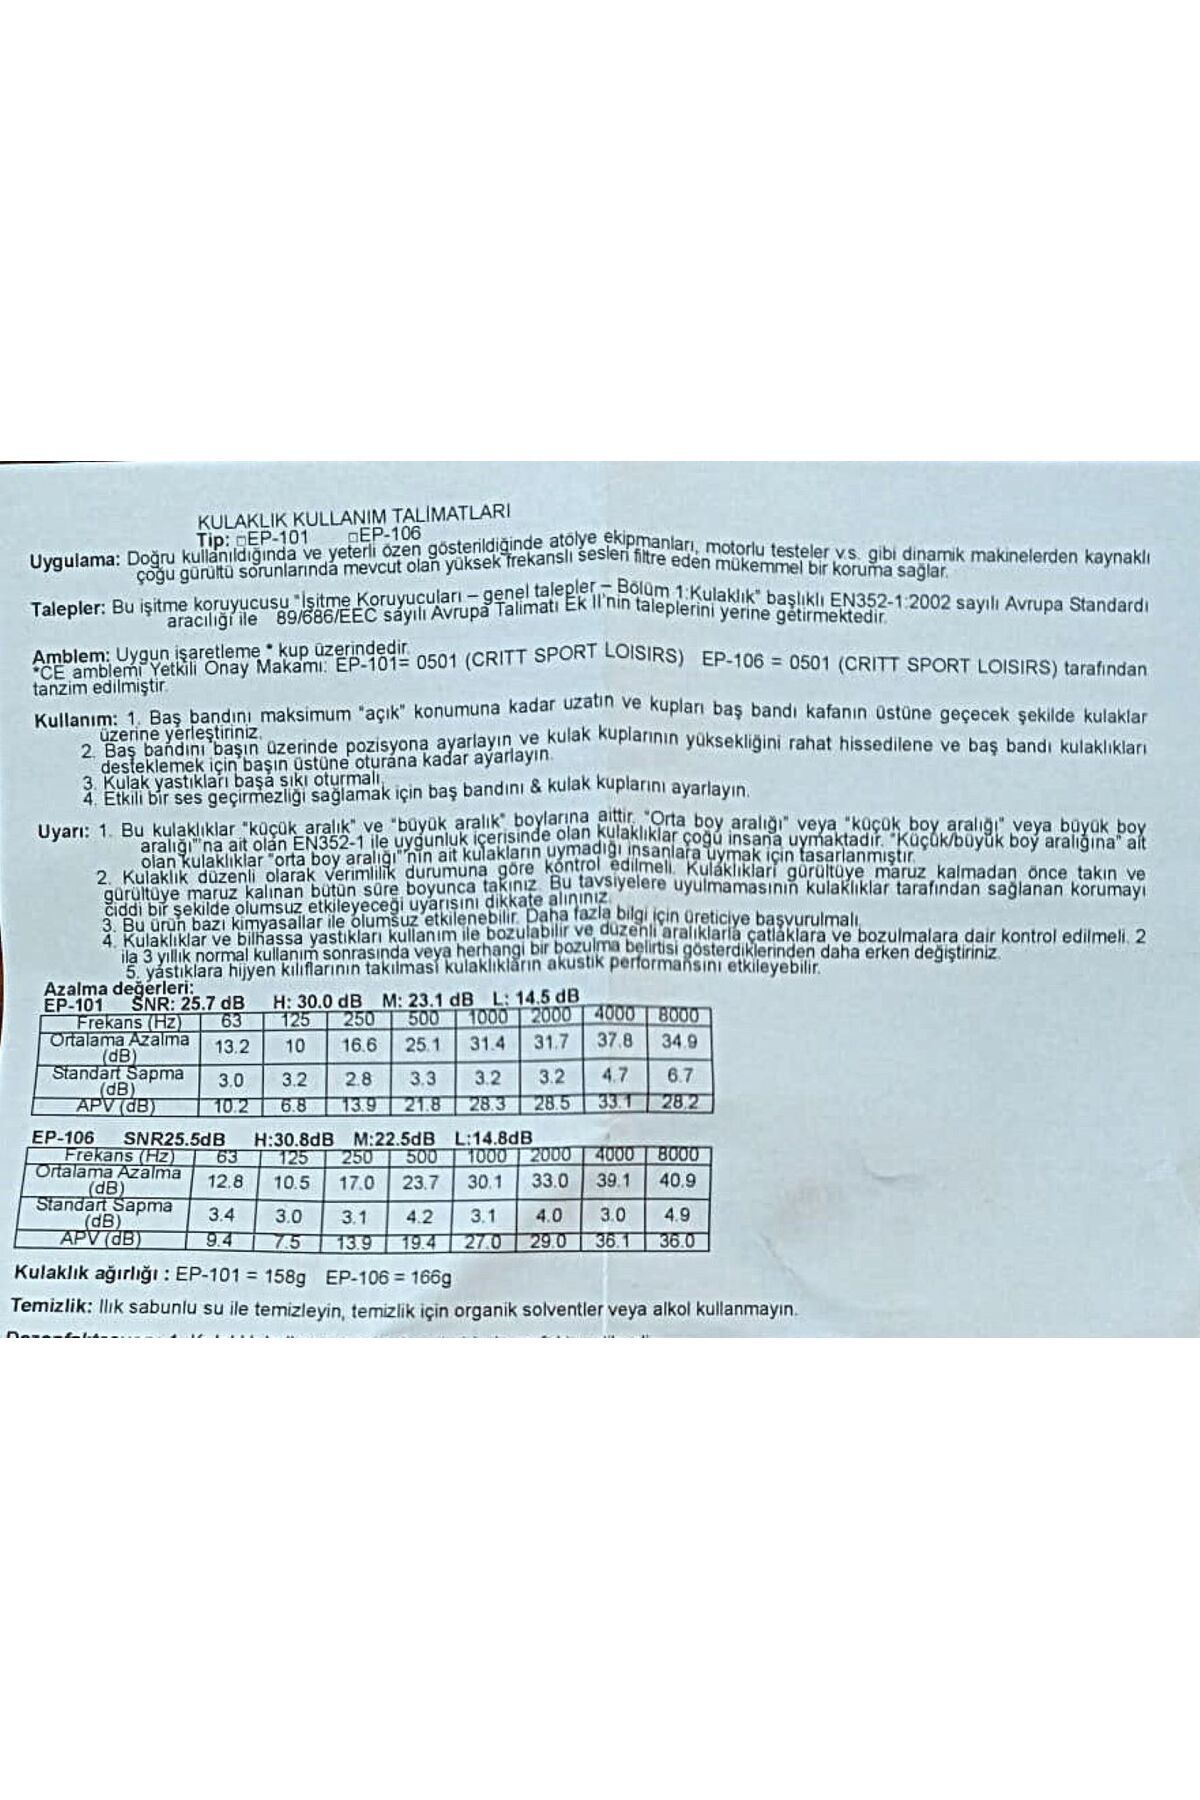 KULAKLIK KULLANIM TALİMATLARI
Tip: □EP-101 □EP-106
Uygulama: Doğru kullanıldığında ve yeterli özen gösterildiğinde atölye ekipmanları, motorlu testeler v.s. gibi dinamik makinelerden kaynaklı
çoğu gürültü sorunlarında mevcut olan yüksek frekanslı sesleri filtre eden mükemmel bir koruma sağlar.
Talepler: Bu işitme koruyucusu "İşitme Koruyucuları – genel talepler – Bölüm 1:Kulaklık" başlıklı EN352-1:2002 sayılı Avrupa Standardı
aracılığı ile 89/686/EEC sayılı Avrupa Talimatı Ek II'nin taleplerini yerine getirmektedir.
Amblem: Uygun işaretleme * kup üzerindedir.
*CE amblemi Yetkili Onay Makamı: EP-101= 0501 (CRITT SPORT LOISIRS) EP-106 = 0501 (CRITT SPORT LOISIRS) tarafından
tanzim edilmiştir.
Kullanım: 1. Baş bandını maksimum "açık" konumuna kadar uzatın ve kupları baş bandı kafanın üstüne geçecek şekilde kulaklar
üzerine yerleştiriniz.
2. Baş bandını başın üzerinde pozisyona ayarlayın ve kulak kuplarının yüksekliğini rahat hissedilene ve baş bandı kulaklıkları
desteklemek için başın üstüne oturana kadar ayarlayın.
3. Kulak yastıkları başa sıkı oturmalı.
4. Etkili bir ses geçirmezliği sağlamak için baş bandını & kulak kuplarını ayarlayın.
Uyarı: 1. Bu kulaklıklar "küçük aralık" ve "büyük aralık" boylarına aittir. "Orta boy aralığı" veya "küçük boy aralığı" veya büyük boy
aralığı"'na ait olan EN352-1 ile uygunluk içerisinde olan kulaklıklar çoğu insana uymaktadır. "Küçük/büyük boy aralığına" ait
olan kulaklıklar "orta boy aralığı"'nin ait kulakların uymadığı insanlara uymak için tasarlanmıştır.
2. Kulaklık düzenli olarak verimlilik durumuna göre kontrol edilmeli. Kulaklıkları gürültüye maruz kalmadan önce takın ve
gürültüye maruz kalınan bütün süre boyunca takınız. Bu tavsiyelere uyulmamasının kulaklıklar tarafından sağlanan korumayı
ciddi bir şekilde olumsuz etkileyeceği uyarısını dikkate alınınız.
3. Bu ürün bazı kimyasallar ile olumsuz etkilenebilir. Daha fazla bilgi için üreticiye başvurulmalı.
4. Kulaklıklar ve bilhassa yastıkları kullanım ile bozulabilir ve düzenli aralıklarla çatlaklara ve bozulmalara dair kontrol edilmeli. 2
ila 3 yıllık normal kullanım sonrasında veya herhangi bir bozulma belirtisi gösterdiklerinden daha erken değiştiriniz.
5. yastıklara hijyen kılıflarının takılması kulaklıkların akustik performansını etkileyebilir.
Azalma değerleri:
EP-101 SNR: 25.7 dB H: 30.0 dB M: 23.1 dB L: 14.5 dB
Frekans (Hz) 63 125 250 500 1000 2000 4000 8000
Ortalama Azalma
(dB) 13.2 10 16.6 25.1 31.4 31.7 37.8 34.9
Standart Sapma
(dB) 3.0 3.2 2.8 3.3 3.2 3.2 4.7 6.7
APV (dB) 10.2 6.8 13.9 21.8 28.3 28.5 33.1 28.2
EP-106 SNR25.5dB H:30.8dB M:22.5dB L:14.8dB
Frekans (Hz) 63 125 250 500 1000 2000 4000 8000
Ortalama Azalma
(dB) 12.8 10.5 17.0 23.7 30.1 33.0 39.1 40.9
Standart Sapma
(dB) 3.4 3.0 3.1 4.2 3.1 4.0 3.0 4.9
APV (dB) 9.4 7.5 13.9 19.4 27.0 29.0 36.1 36.0
Kulaklık ağırlığı : EP-101 = 158g EP-106 = 166g
Temizlik: Ilık sabunlu su ile temizleyin, temizlik için organik solventler veya alkol kullanmayın.